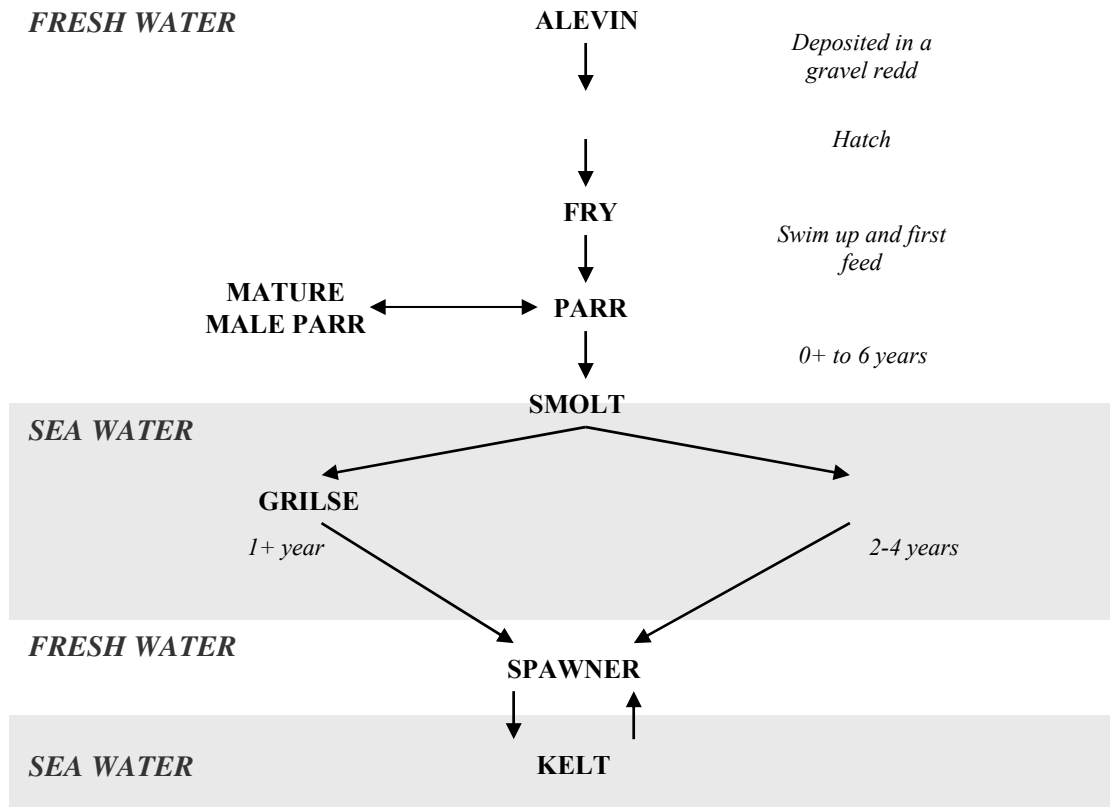 FRESH WATER
ALEVIN
Deposited in a
gravel redd
Hatch
FRY
Swim up and first
feed
MATURE
MALE PARR
PARR
0+ to 6 years
SMOLT
SEA WATER
GRILSE
1+ year
2-4 years
FRESH WATER
SPAWNER
SEA WATER
KELT